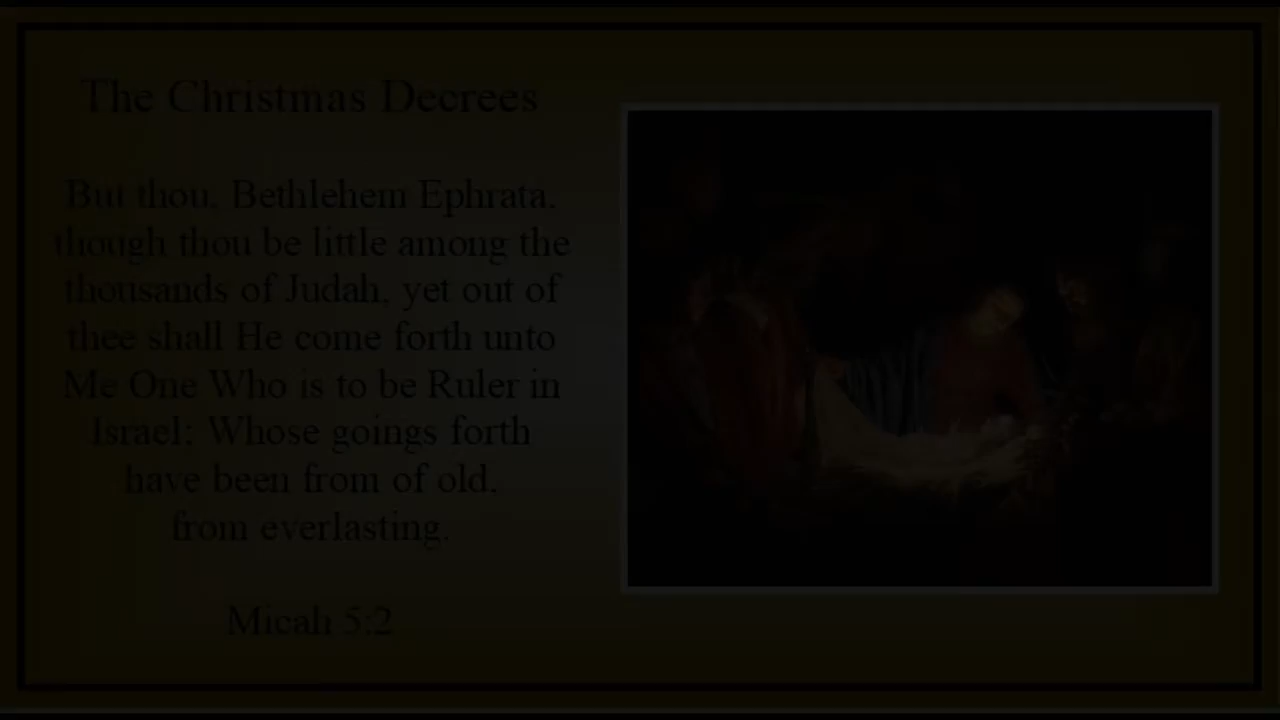 The Christmas Decrees
But thou, Bethlehem Ephrata,
though thou be little among the
thousands of Judah, yet out of
thee shall He come forth unto
Me One Who is to be Ruler in
Israel; Whose goings forth
have been from of old,
from everlasting.
Micah 5:2